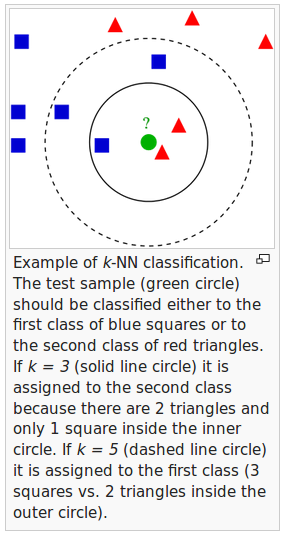 ?
Example of k-NN classification.
The test sample (green circle)
should be classified either to the
first class of blue squares or to
the second class of red triangles.
If k = 3 (solid line circle) it is
assigned to the second class
because there are 2 triangles and
only 1 square inside the inner
circle. If k = 5 (dashed line circle)
it is assigned to the first class (3
squares vs. 2 triangles inside the
outer circle).